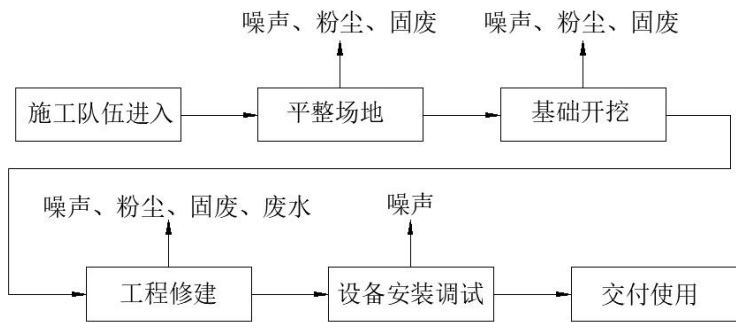 噪声、粉尘、固废
噪声、粉尘、固废
施工队伍进入
平整场地
基础开挖
噪声、粉尘、固废、废水
噪声
工程修建
设备安装调试
交付使用